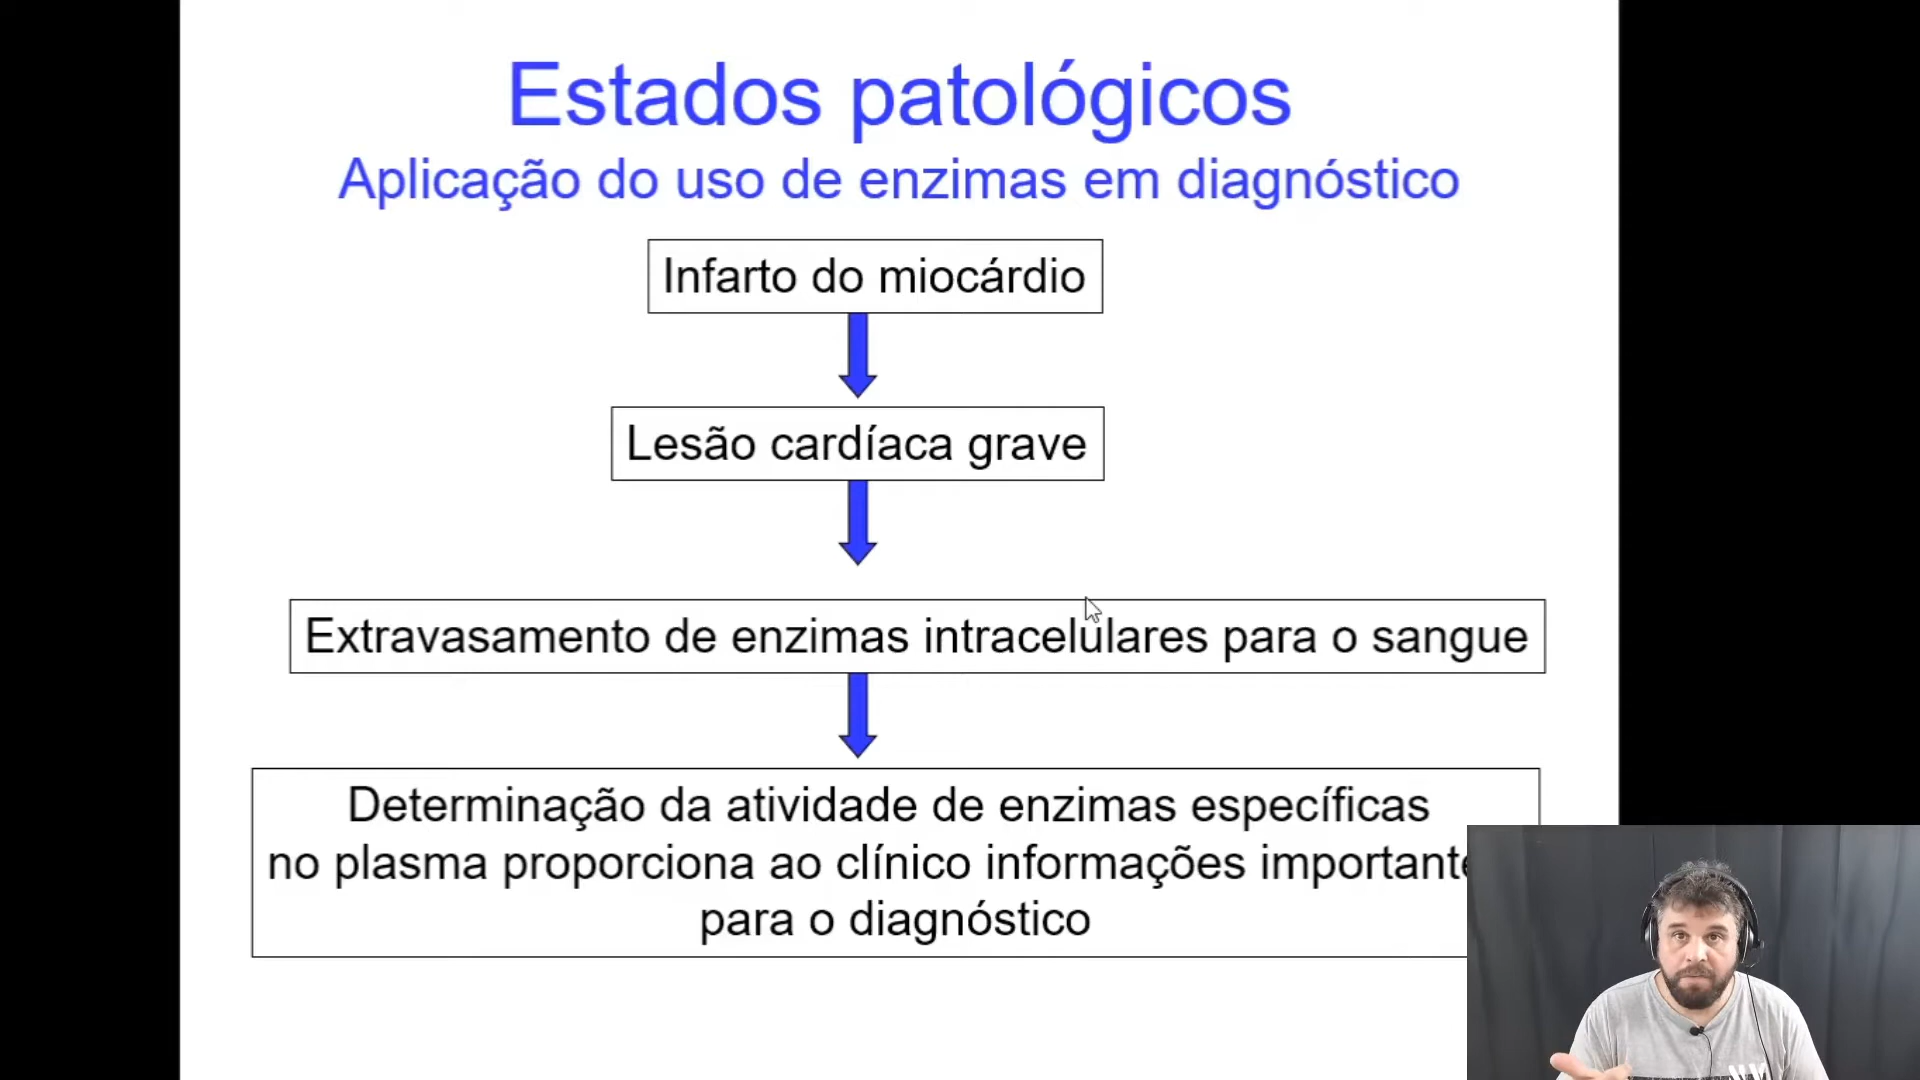 Estados patológicos
Aplicação do uso de enzimas em diagnóstico
Infarto do miocárdio
Lesão cardíaca grave
Extravasamento de enzimas intracelulares para o sangue
Determinação da atividade de enzimas específicas
no plasma proporciona ao clínico informações important
para o diagnóstico